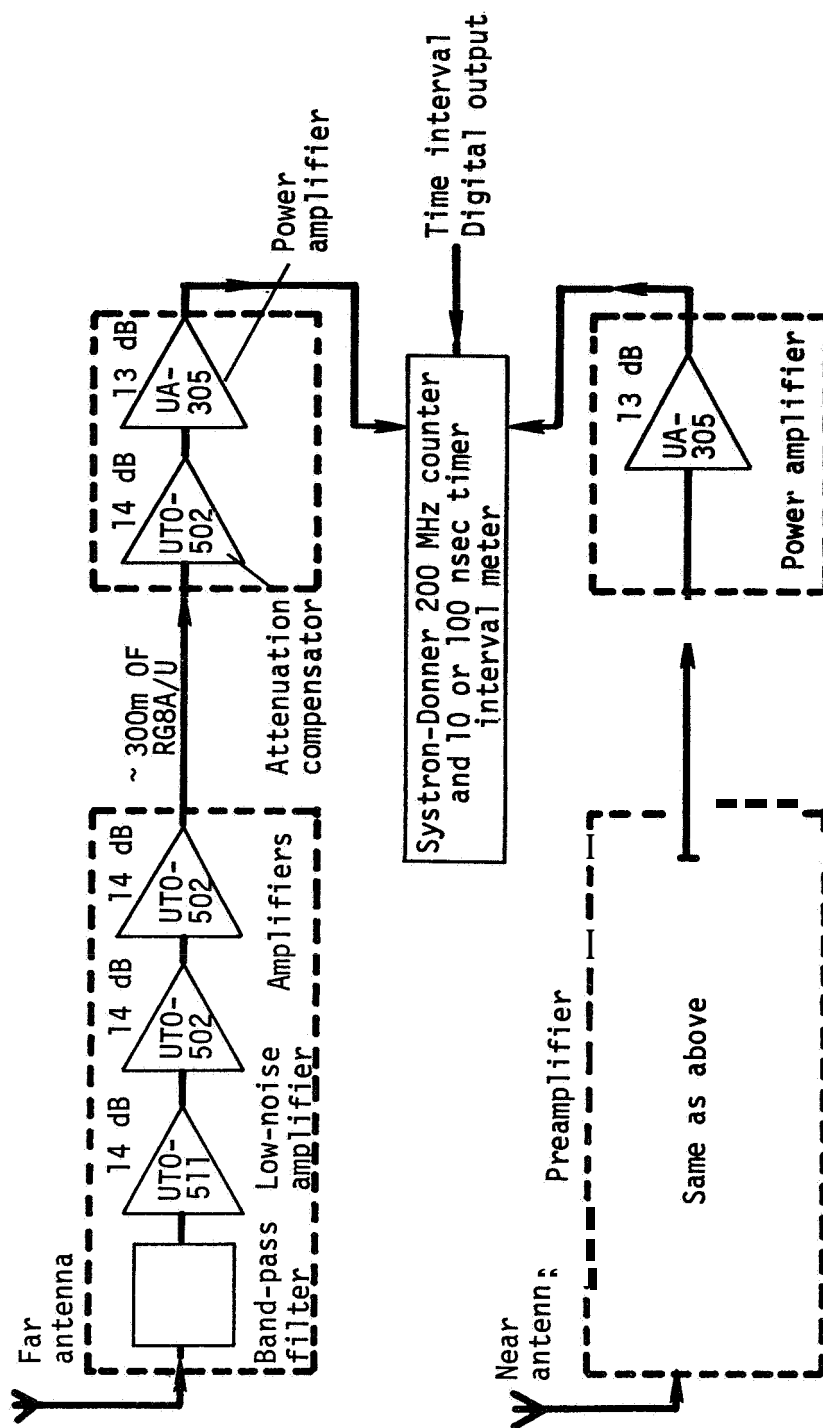 Far
antenna
Band-pass
filter
14 dB
UTO-
511
Low-noise
amplifier
14 dB
UTO-
502
14 dB
UTO-
502
Amplifiers
~ 300m OF
RG8A/U
14 dB
UTO-
502
Attenuation
compensator
13 dB
UA-
305
Power
amplifier
Systron-Donner 200 MHz counter
and 10 or 100 nsec timer
interval meter
Time interval
Digital output
Near
antenn
Preamplifier
Same as above
13 dB
UA-
305
Power amplifier